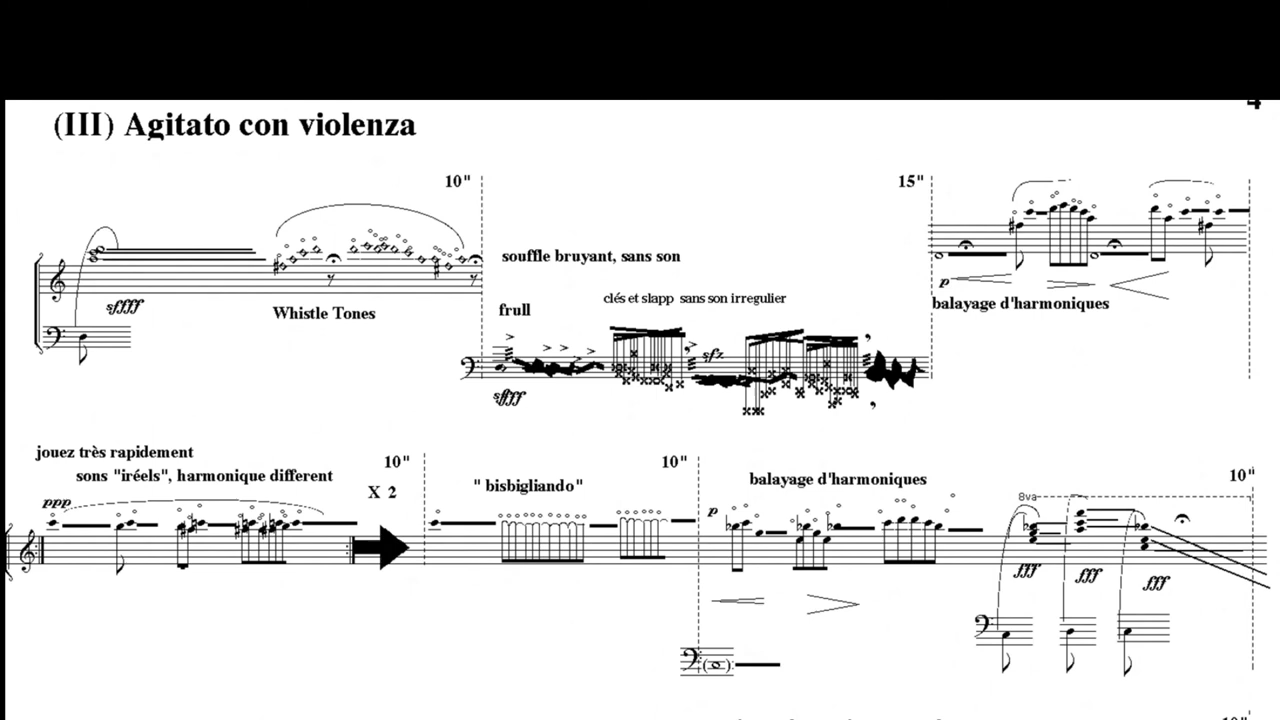 4
(III) Agitato con violenza
10"
15"
souffle bruyant, sans son
clés et slapp sans son irregulier
frull
sffff
Whistle Tones
sfz
sffff
p
balayage d'harmoniques
jouez très rapidement
sons "iréels", harmonique different
ppp
10"
X 2
10"
"bisbigliando"
balayage d'harmoniques
p
10"
8va
fff
fff
fff
10"